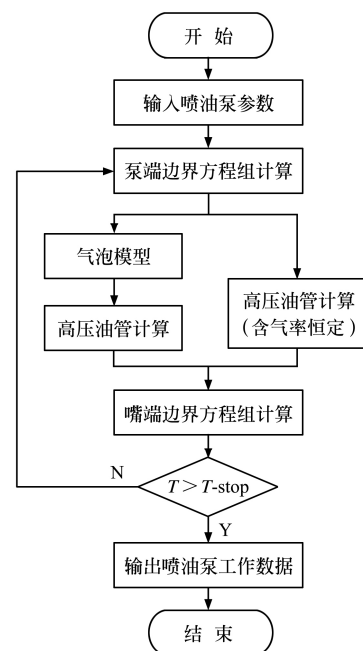 开 始
输入喷油泵参数
泵端边界方程组计算
气泡模型
高压油管计算
高压油管计算
(含气率恒定)
嘴端边界方程组计算
N
T > T-stop
Y
输出喷油泵工作数据
结 束